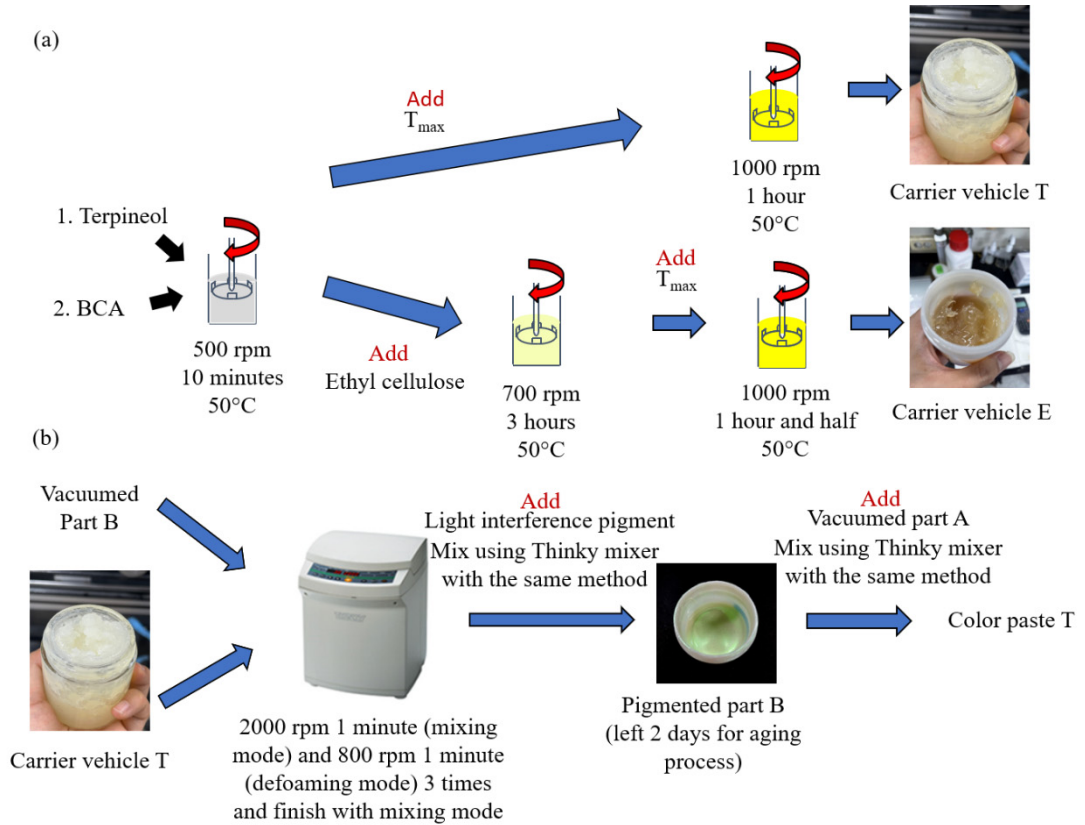 (a)
Add
Tmax
1000 rpm
1 hour
50°C
Carrier vehicle T
1. Terpineol
2. BCA
500 rpm
10 minutes
50°C
Add
Ethyl cellulose
700 rpm
3 hours
50°C
Add
Tmax
1000 rpm
1 hour and half
50°C
Carrier vehicle E
(b)
Vacuumed
Part B
Carrier vehicle T
2000 rpm 1 minute (mixing
mode) and 800 rpm 1 minute
(defoaming mode) 3 times
and finish with mixing mode
Add
Light interference pigment
Mix using Thinky mixer
with the same method
Pigmented part B
(left 2 days for aging
process)
Add
Vacuumed part A
Mix using Thinky mixer
with the same method
Color paste T